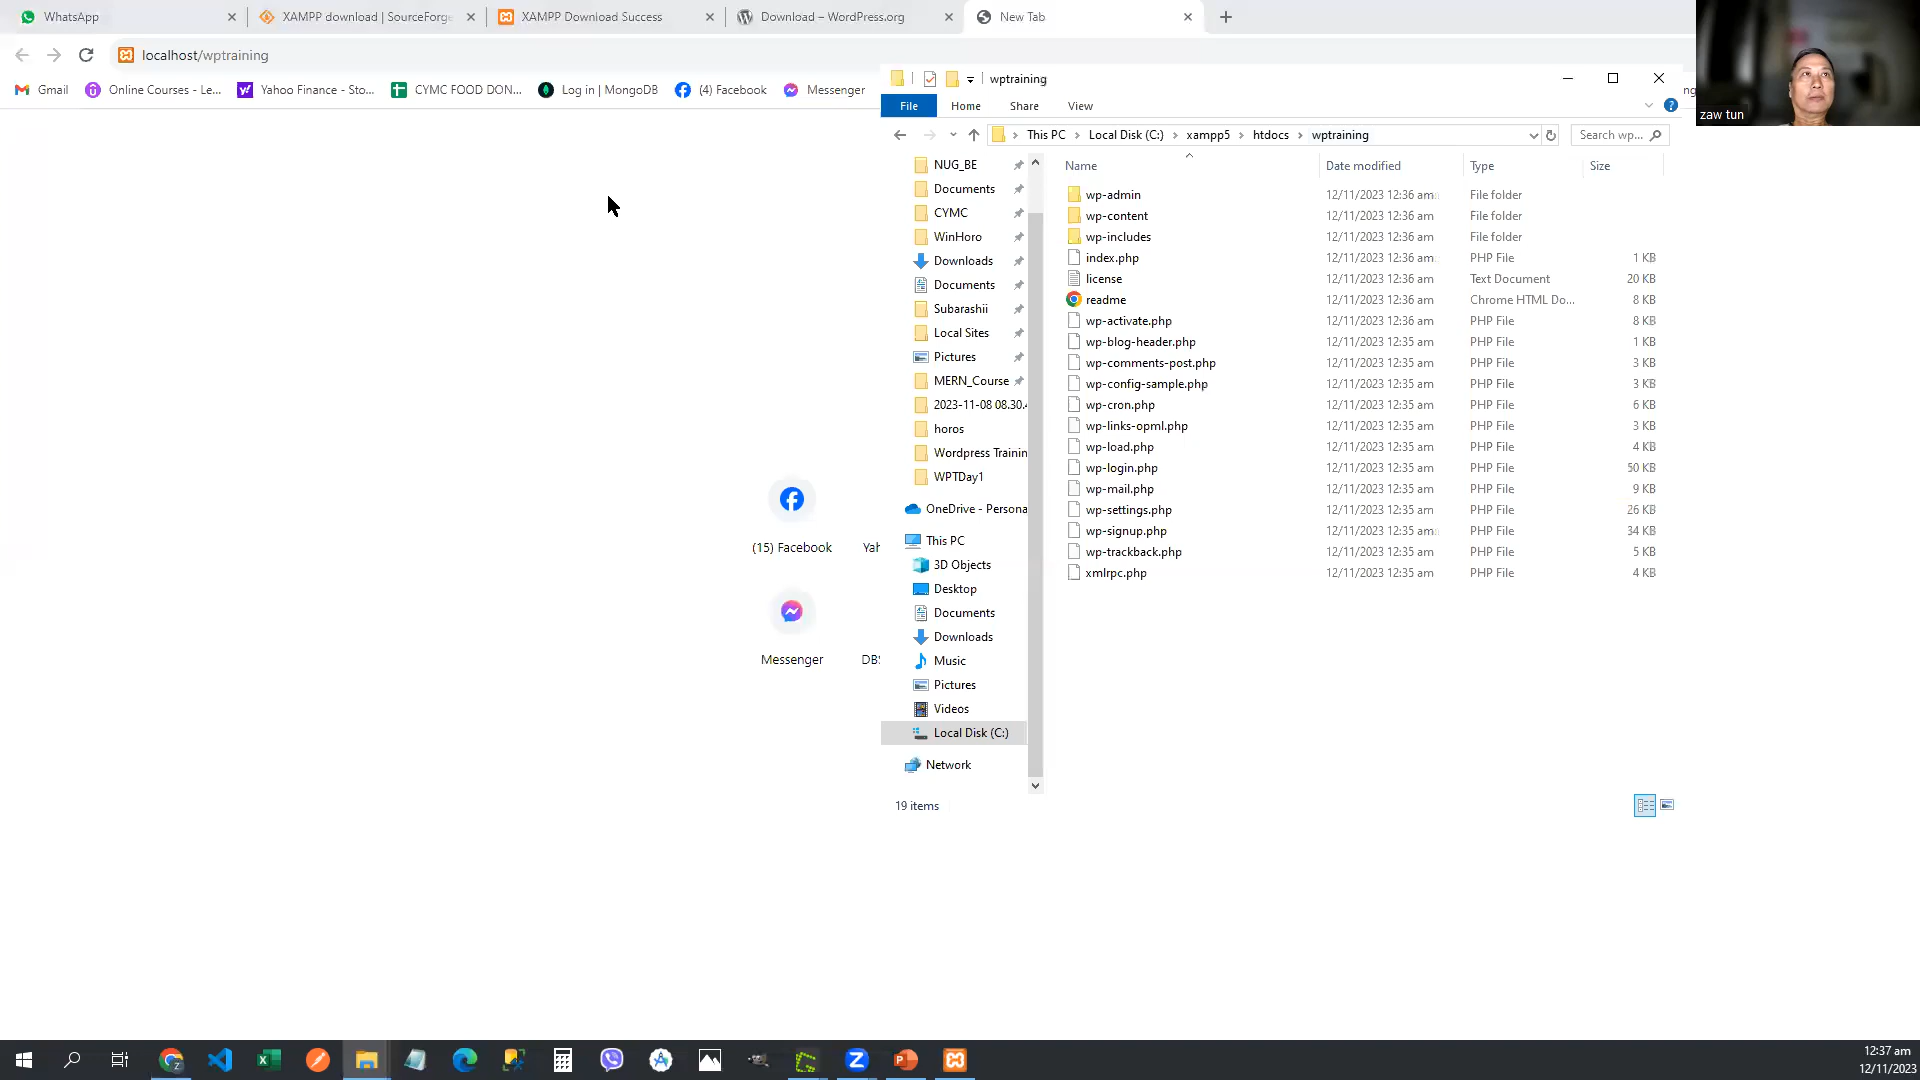 WhatsApp
XAMPP download | SourceForge
XAMPP Download Success
Download – WordPress.org
New Tab
localhost/wptraining
Gmail
Online Courses - Le...
Yahoo Finance - Sto...
CYMC FOOD DON...
Log in | MongoDB
(4) Facebook
Messenger
wptraining
File Home Share View
This PC > Local Disk (C:) > xampp5 > htdocs > wptraining
Search wp...
zaw tun
NUG_BE
Documents
CYMC
WinHoro
Downloads
Documents
Subarashii
Local Sites
Pictures
MERN_Course
2023-11-08 08.30.4
horos
Wordpress Trainin
WPTDay1
OneDrive - Persona
This PC
3D Objects
Desktop
Documents
Downloads
Music
Pictures
Videos
Local Disk (C:)
Network
Name Date modified Type Size
wp-admin 12/11/2023 12:36 am File folder
wp-content 12/11/2023 12:36 am File folder
wp-includes 12/11/2023 12:36 am File folder
index.php 12/11/2023 12:36 am PHP File 1 KB
license 12/11/2023 12:36 am Text Document 20 KB
readme 12/11/2023 12:36 am Chrome HTML Do... 8 KB
wp-activate.php 12/11/2023 12:36 am PHP File 8 KB
wp-blog-header.php 12/11/2023 12:35 am PHP File 1 KB
wp-comments-post.php 12/11/2023 12:35 am PHP File 3 KB
wp-config-sample.php 12/11/2023 12:35 am PHP File 3 KB
wp-cron.php 12/11/2023 12:35 am PHP File 6 KB
wp-links-opml.php 12/11/2023 12:35 am PHP File 3 KB
wp-load.php 12/11/2023 12:35 am PHP File 4 KB
wp-login.php 12/11/2023 12:35 am PHP File 50 KB
wp-mail.php 12/11/2023 12:35 am PHP File 9 KB
wp-settings.php 12/11/2023 12:35 am PHP File 26 KB
wp-signup.php 12/11/2023 12:35 am PHP File 34 KB
wp-trackback.php 12/11/2023 12:35 am PHP File 5 KB
xmlrpc.php 12/11/2023 12:35 am PHP File 4 KB
19 items
(15) Facebook
Yah
Messenger
DBS
12:37 am
12/11/2023